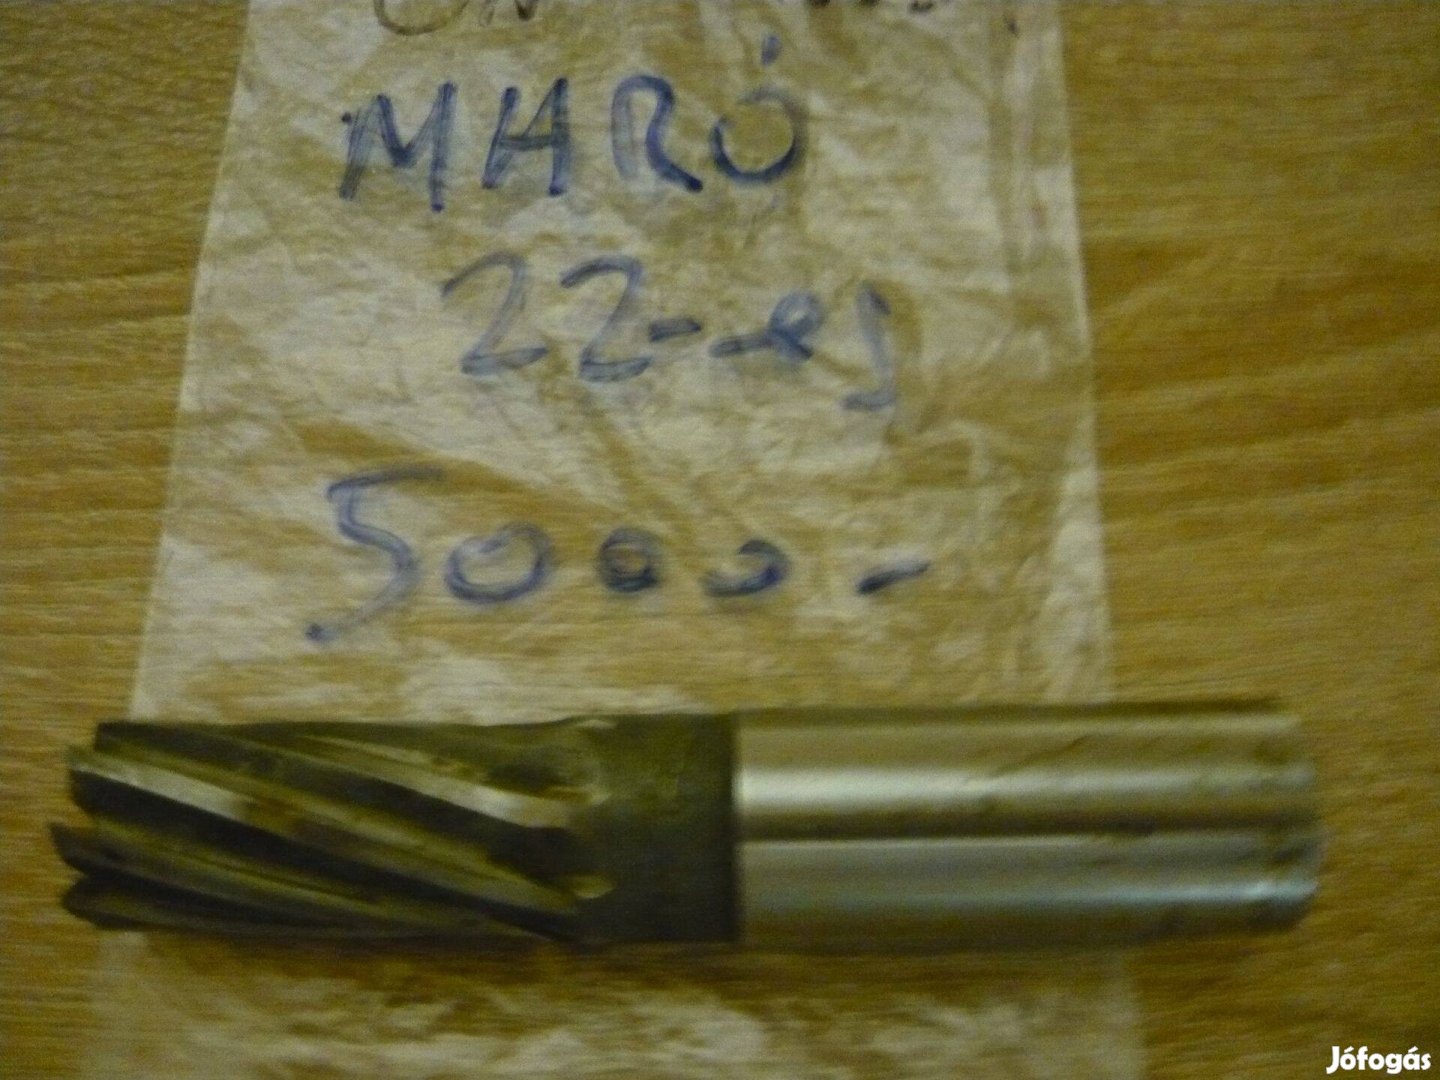 MARÓ
22-es
5000.-
Jófogás